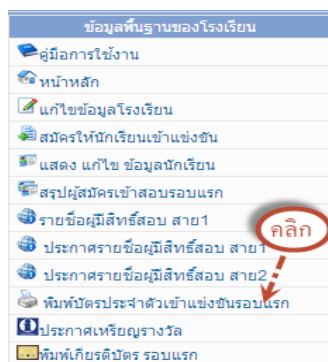 ข้อมูลพื้นฐานของโรงเรียน
คู่มือการใช้งาน
หน้าหลัก
แก้ไขข้อมูลโรงเรียน
สมัครให้นักเรียนเข้าแข่งขัน
แสดง แก้ไข ข้อมูลนักเรียน
สรุปผู้สมัครเข้าสอบรอบแรก
รายชื่อผู้มีสิทธิ์สอบ สาย1
คลิก
ประกาศรายชื่อผู้มีสิทธิ์สอบ สาย1
ประกาศรายชื่อผู้มีสิทธิ์สอบ สาย2
พิมพ์บัตรประจำตัวเข้าแข่งขันรอบแรก
ประกาศเหรียญรางวัล
พิมพ์เกียรติบัตร รอบแรก